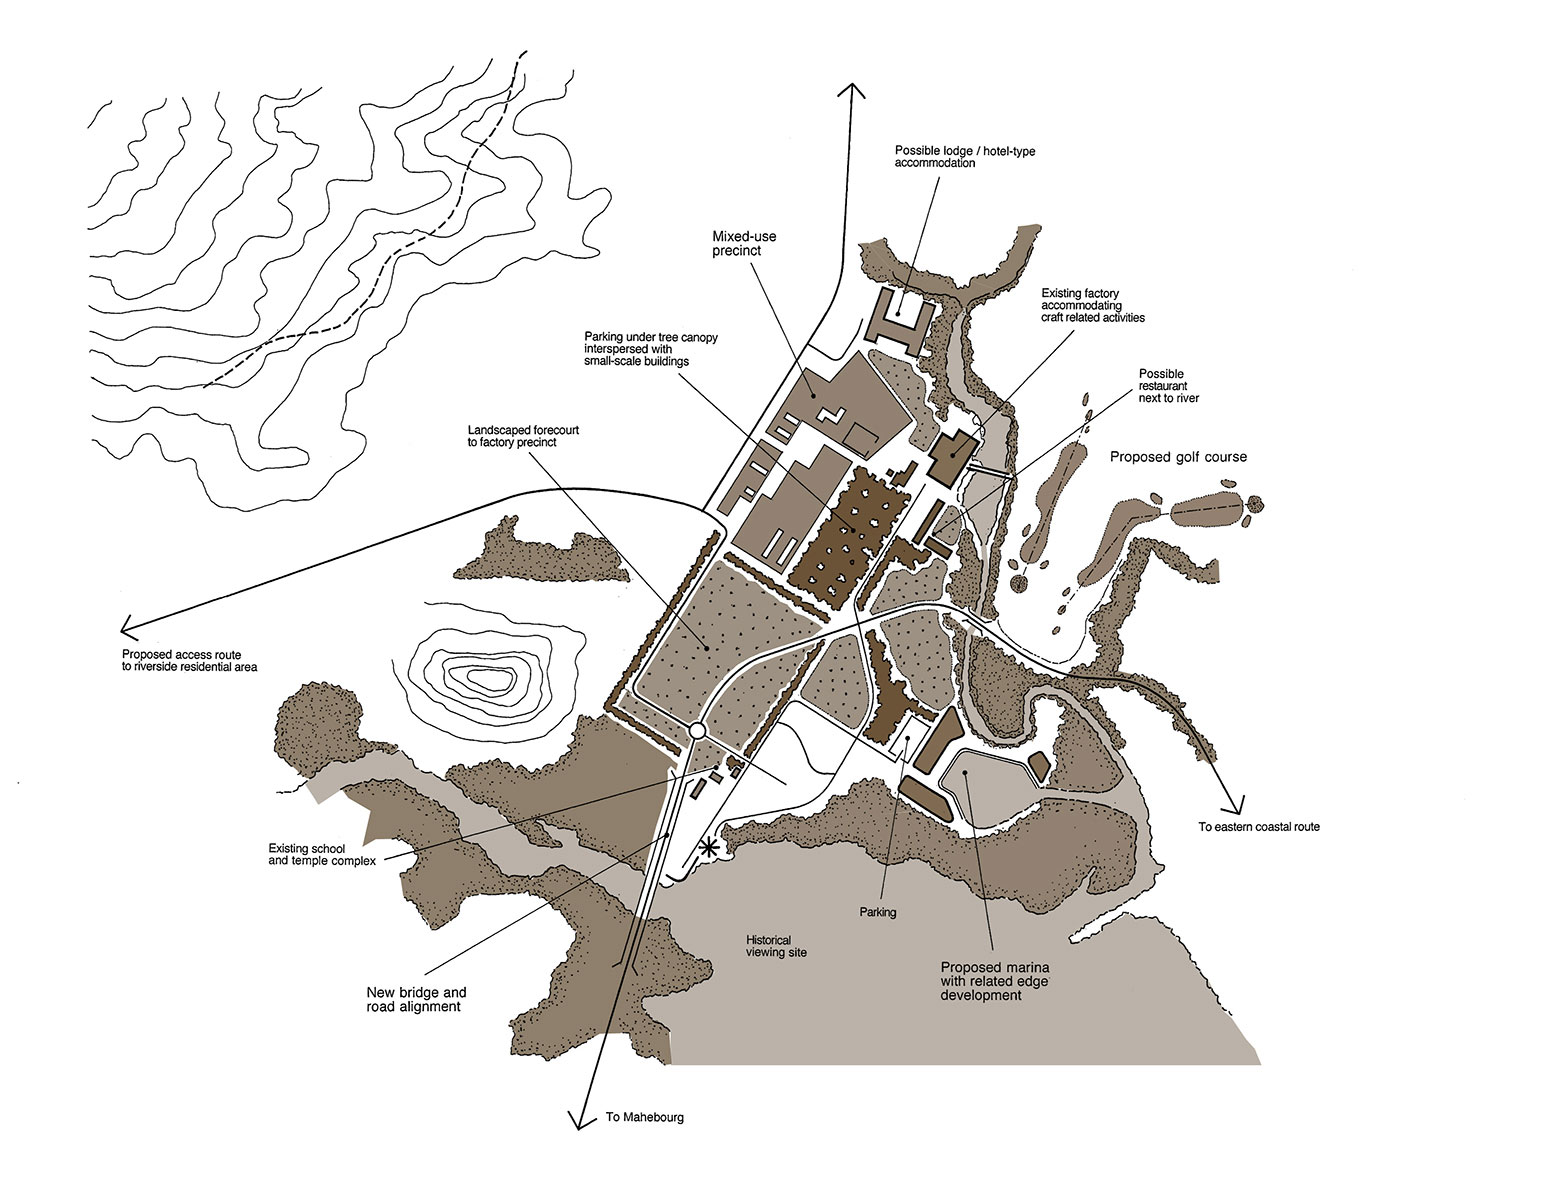 Possible lodge / hotel-type
accommodation
Mixed-use
precinct
Existing factory
accommodating
craft related activities
Parking under tree canopy
interspersed with
small-scale buildings
Possible
restaurant
next to river
Landscaped forecourt
to factory precinct
Proposed golf course
Proposed access route
to riverside residential area
To eastern coastal route
Existing school
and temple complex
Parking
Historical
viewing site
Proposed marina
with related edge
development
New bridge and
road alignment
To Mahebourg